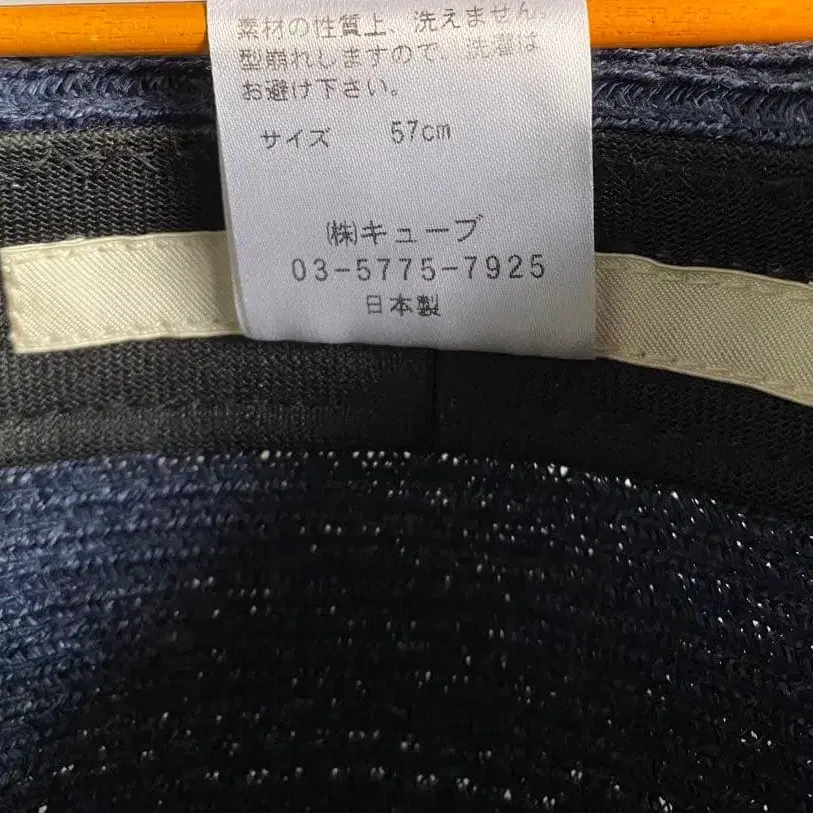 素材の性質上、洗えません。
型崩れしますので、洗濯は
お避け下さい。
サイズ 57cm
㈱キューブ
03-5775-7925
日本製